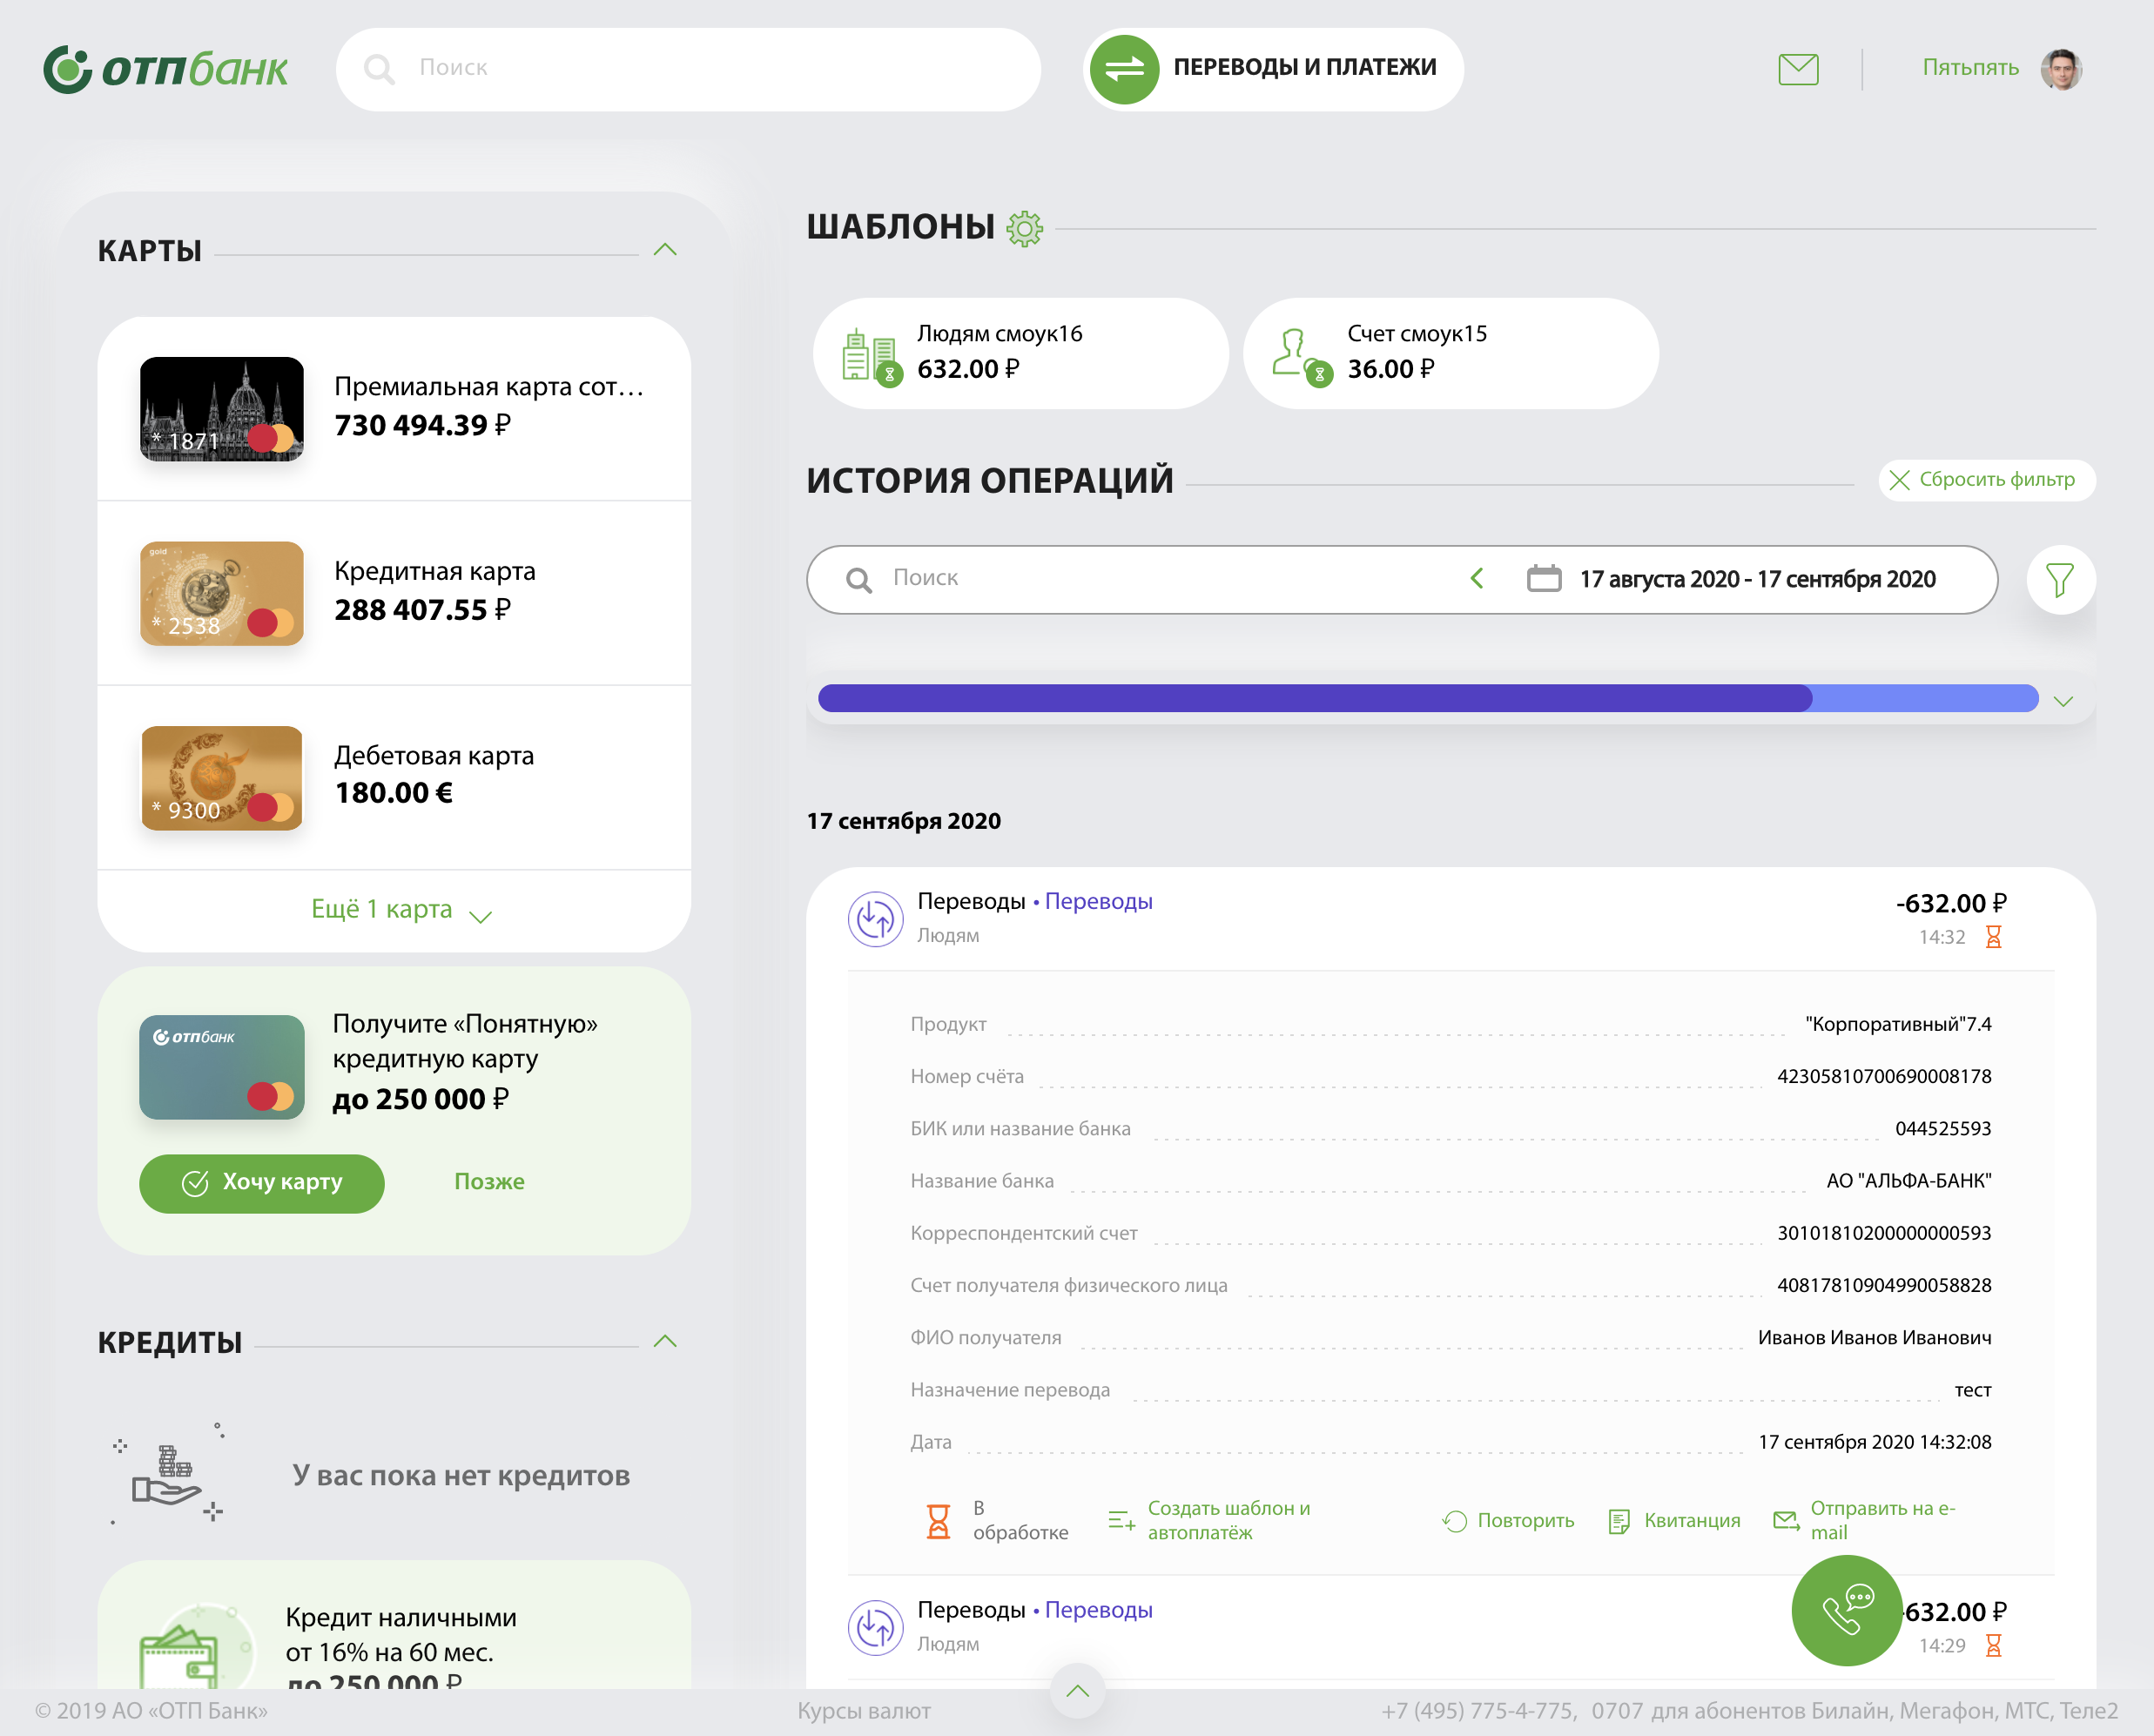 отпбанк
Поиск
ПЕРЕВОДЫ И ПЛАТЕЖИ
Пятьпять
КАРТЫ
* 1871
Премиальная карта сот...
730 494.39 ₽
gold
* 2538
Кредитная карта
288 407.55 ₽
* 9300
Дебетовая карта
180.00 €
Ещё 1 карта
отпбанк
Получите «Понятную»
кредитную карту
до 250 000 ₽
Хочу карту
Позже
КРЕДИТЫ
У вас пока нет кредитов
Кредит наличными
от 16% на 60 мес.
до 250 000 ₽
ШАБЛОНЫ
Людям смоук16
632.00 ₽
Счет смоук15
36.00 ₽
ИСТОРИЯ ОПЕРАЦИЙ
Сбросить фильтр
Поиск
17 августа 2020 - 17 сентября 2020
17 сентября 2020
Переводы • Переводы
-632.00 ₽
Людям
14:32
Продукт "Корпоративный"7.4
Номер счёта 42305810700690008178
БИК или название банка 044525593
Название банка АО "АЛЬФА-БАНК"
Корреспондентский счет 30101810200000000593
Счет получателя физического лица 40817810904990058828
ФИО получателя Иванов Иванов Иванович
Назначение перевода тест
Дата 17 сентября 2020 14:32:08
В
обработке
Создать шаблон и
автоплатёж
Повторить
Квитанция
Отправить на e-
mail
Переводы • Переводы
-632.00 ₽
Людям
14:29
© 2019 АО «ОТП Банк»
Курсы валют
+7 (495) 775-4-775, 0707 для абонентов Билайн, Мегафон, МТС, Теле2